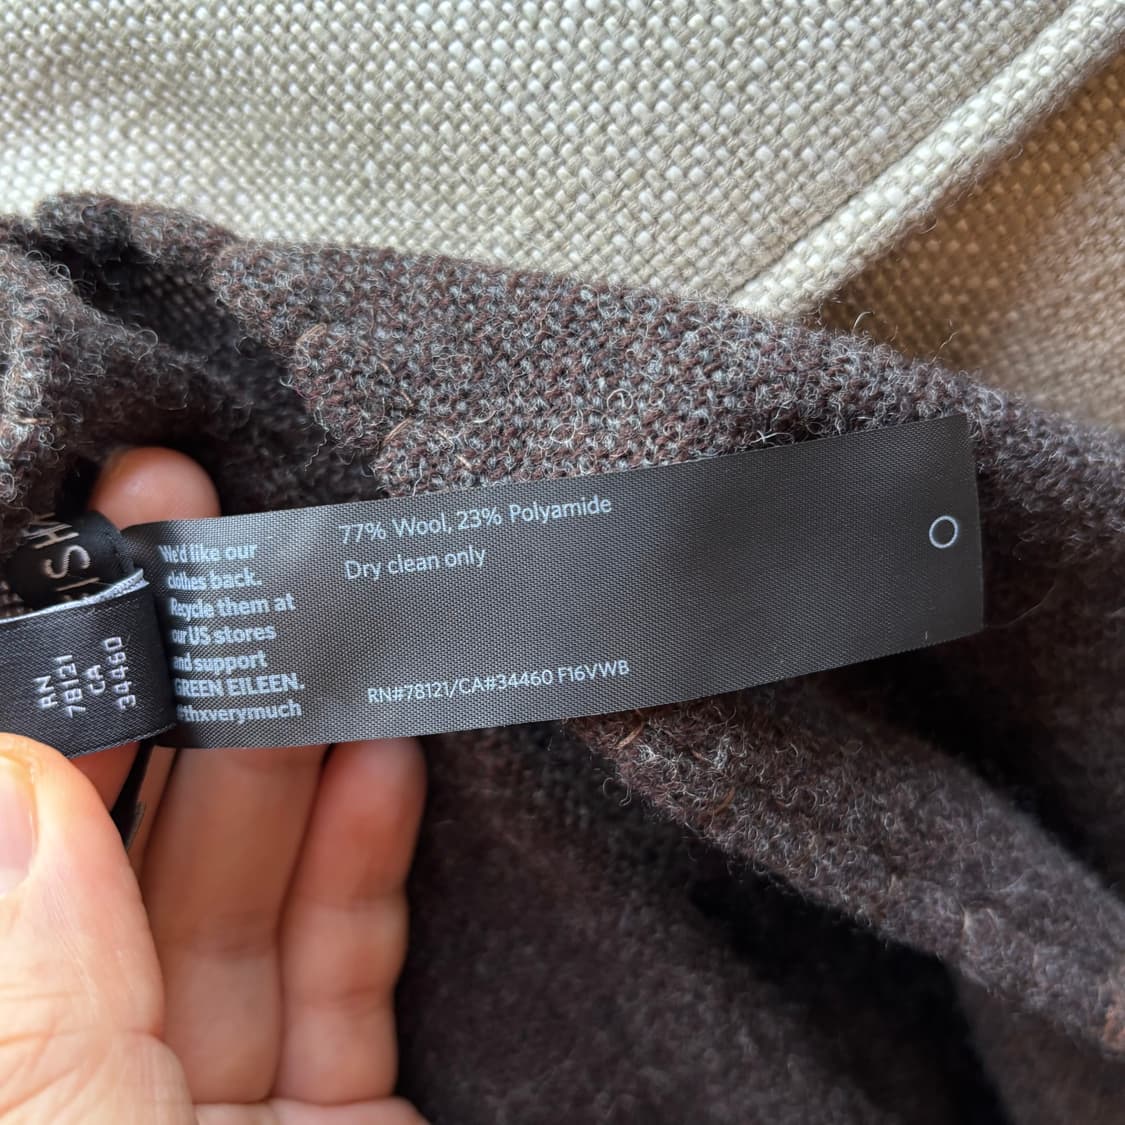 We'd like our
clothes back.
Recycle them at
our US stores
and support
GREEN EILEEN.
#thxverymuch
77% Wool, 23% Polyamide
Dry clean only
RN#78121/CA#34460 F16VWB
RN
78121
CA
34460